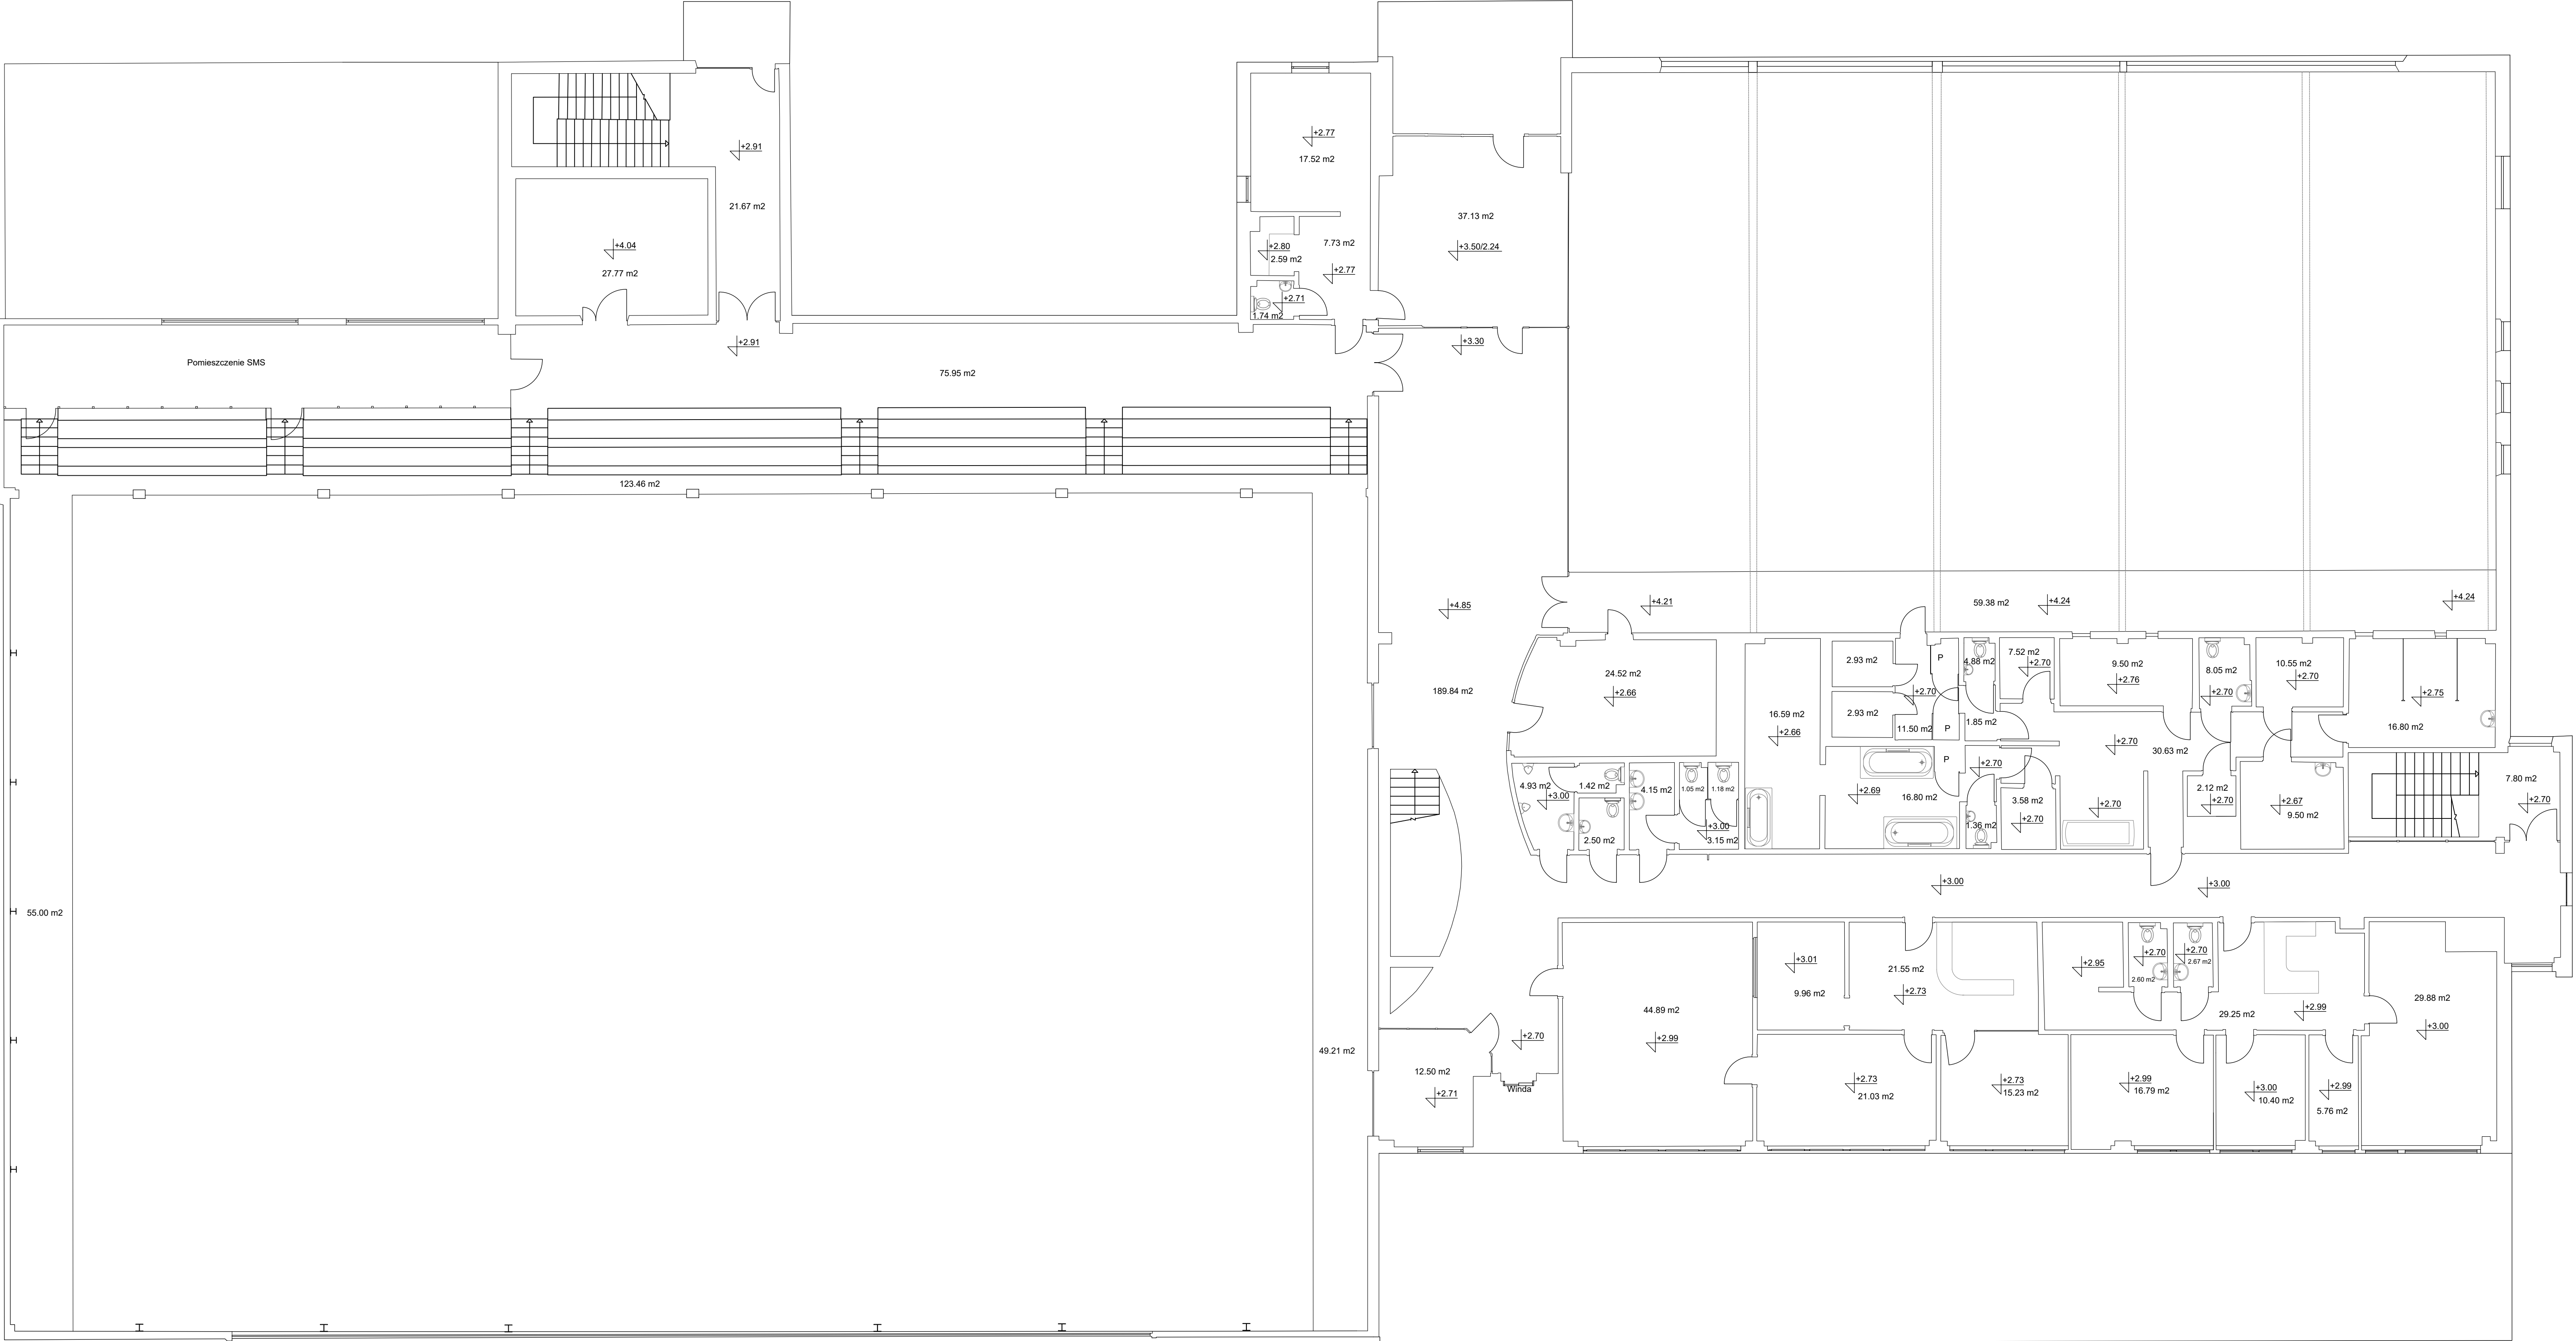 +2.91
21.67 m2
+4.04
27.77 m2
+2.91
Pomieszczenie SMS
75.95 m2
123.46 m2
55.00 m2
49.21 m2
+2.77
17.52 m2
+2.80
2.59 m2
7.73 m2
+2.77
+2.71
1.74 m2
37.13 m2
+3.50/2.24
+3.30
+4.85
189.84 m2
+4.21
59.38 m2
+4.24
+4.24
24.52 m2
+2.66
16.59 m2
+2.66
2.93 m2
2.93 m2
+2.70
11.50 m2
P
P
P
4.88 m2
1.85 m2
7.52 m2
+2.70
9.50 m2
+2.76
8.05 m2
+2.70
10.55 m2
+2.70
+2.75
16.80 m2
+2.70
30.63 m2
4.93 m2
+3.00
1.42 m2
2.50 m2
4.15 m2
1.05 m2
1.18 m2
+3.00
3.15 m2
+2.69
16.80 m2
+2.70
1.36 m2
3.58 m2
+2.70
+2.70
2.12 m2
+2.70
+2.67
9.50 m2
7.80 m2
+2.70
+3.00
+3.00
+2.70
Winda
12.50 m2
+2.71
44.89 m2
+2.99
+3.01
9.96 m2
21.55 m2
+2.73
+2.95
+2.70
2.60 m2
+2.70
2.67 m2
29.25 m2
+2.99
29.88 m2
+3.00
+2.73
21.03 m2
+2.73
15.23 m2
+2.99
16.79 m2
+3.00
10.40 m2
+2.99
5.76 m2